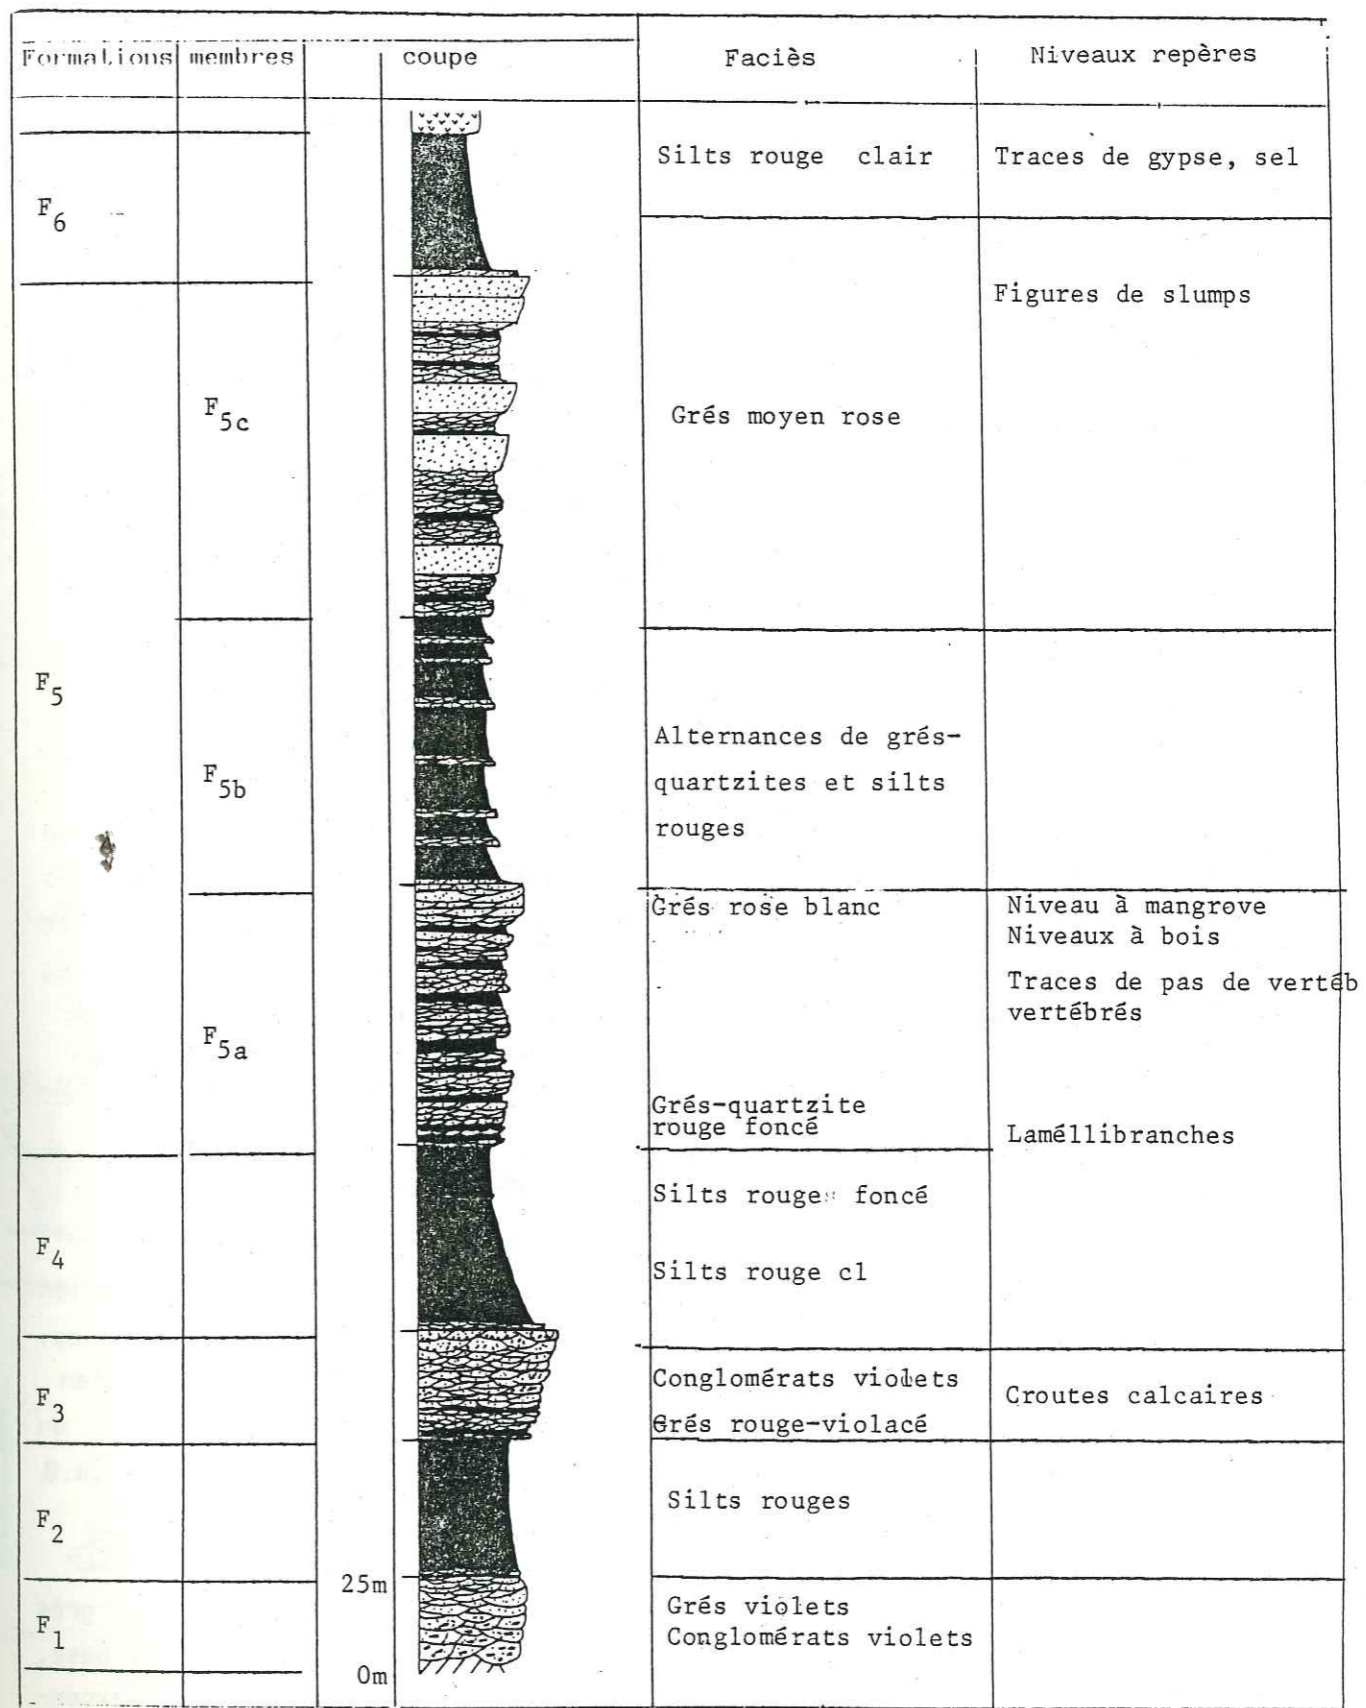 Formations membres coupe Faciès Niveaux repères
Silts rouge clair Traces de gypse, sel
F6
Figures de slumps
F5c Grés moyen rose
F5
Alternances de grés-
F5b quartzites et silts
rouges
Grés rose blanc Niveau à mangrove
Niveaux à bois
Traces de pas de vertéb
vertébrés
F5a
Grés-quartzite
rouge foncé Laméllibranches
Silts rouge foncé
F4
Silts rouge cl
Conglomérats violets
F3 Croutes calcaires
Grés rouge-violacé
Silts rouges
F2
25m
Grés violets
F1 Conglomérats violets
0m